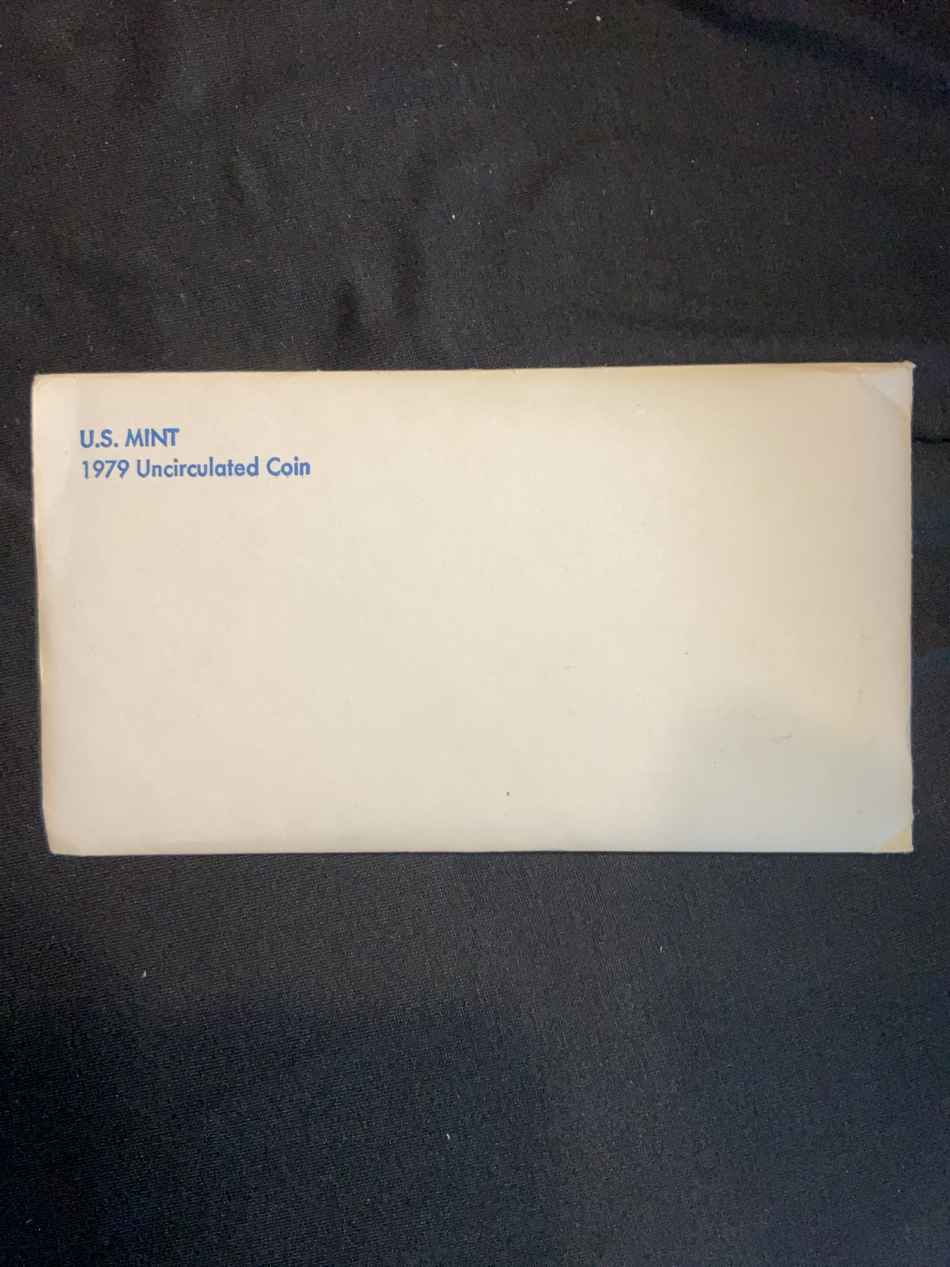 U.S. MINT
1979 Uncirculated Coin